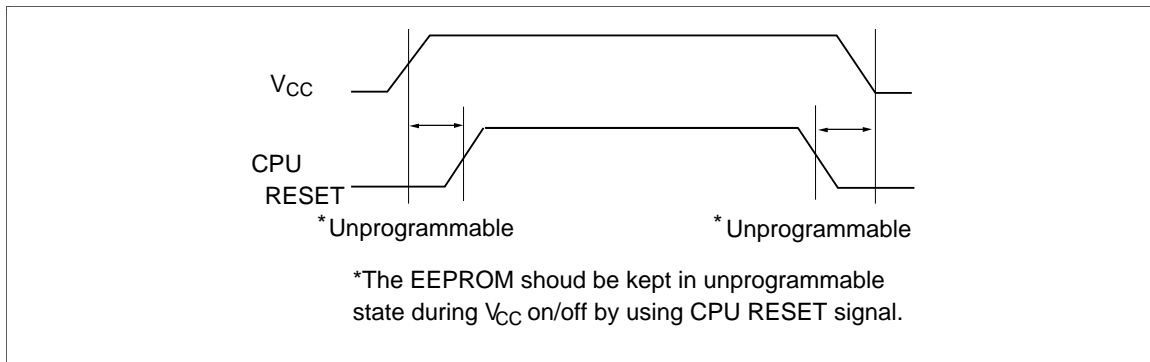 VCC
CPU
RESET
*Unprogrammable
*Unprogrammable
*The EEPROM shoud be kept in unprogrammable
state during VCC on/off by using CPU RESET signal.